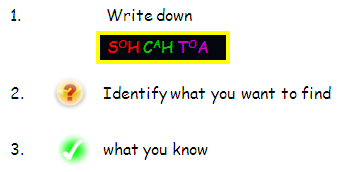 1. Write down
SOH CAH TOA
2. ? Identify what you want to find
3. what you know